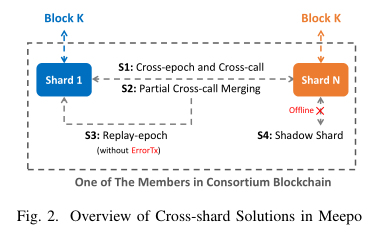 Block K
Block K
S1: Cross-epoch and Cross-call
Shard 1
Shard N
S2: Partial Cross-call Merging
Offline
S3: Replay-epoch
S4: Shadow Shard
(without ErrorTx)
One of The Members in Consortium Blockchain
Fig. 2. Overview of Cross-shard Solutions in Meepo